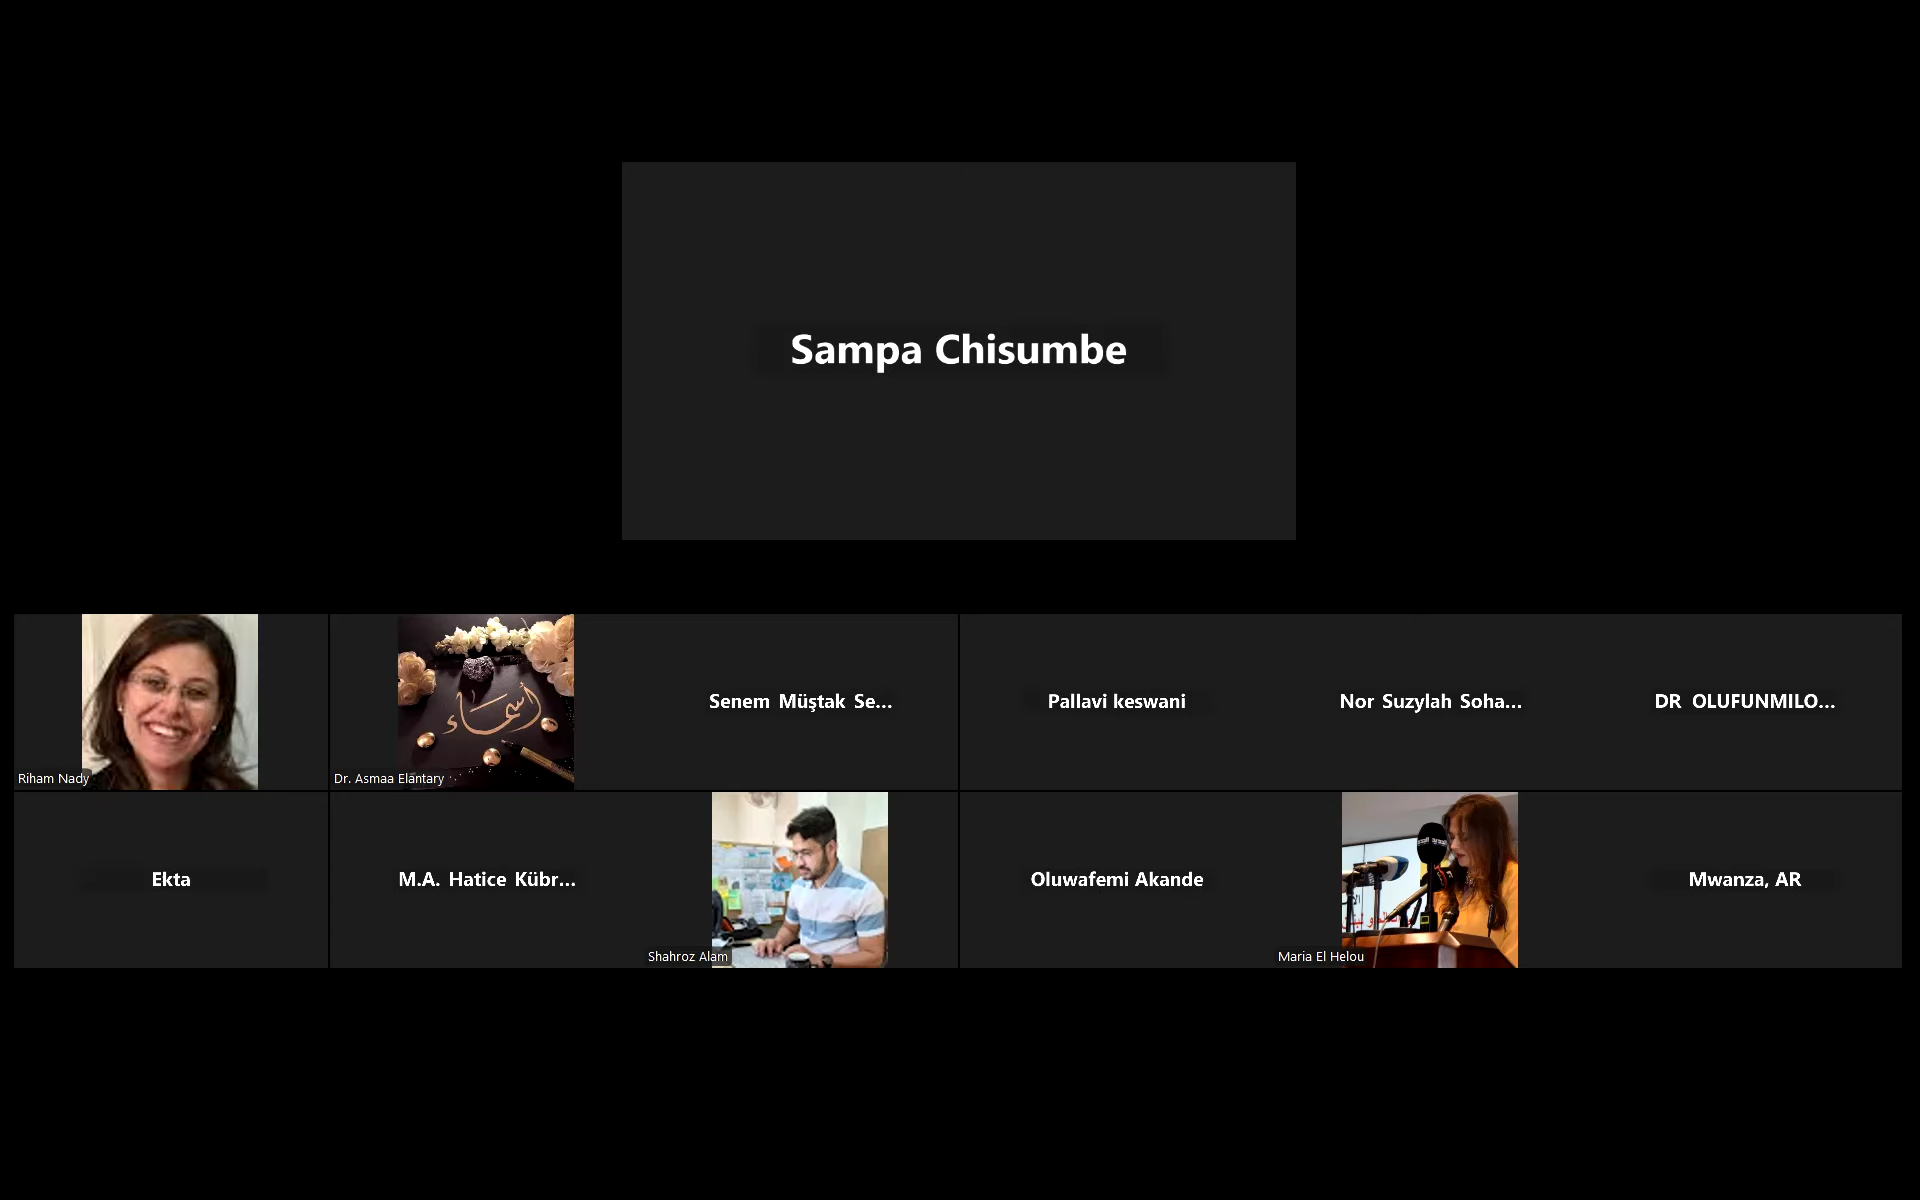 Sampa Chisumbe
Riham Nady
أسماء
Dr. Asmaa Elantary
Senem Müştak Se...
Pallavi keswani
Nor Suzylah Soha...
DR OLUFUNMILO...
Ekta
M.A. Hatice Kübr...
Shahroz Alam
Oluwafemi Akande
Maria El Helou
Mwanza, AR